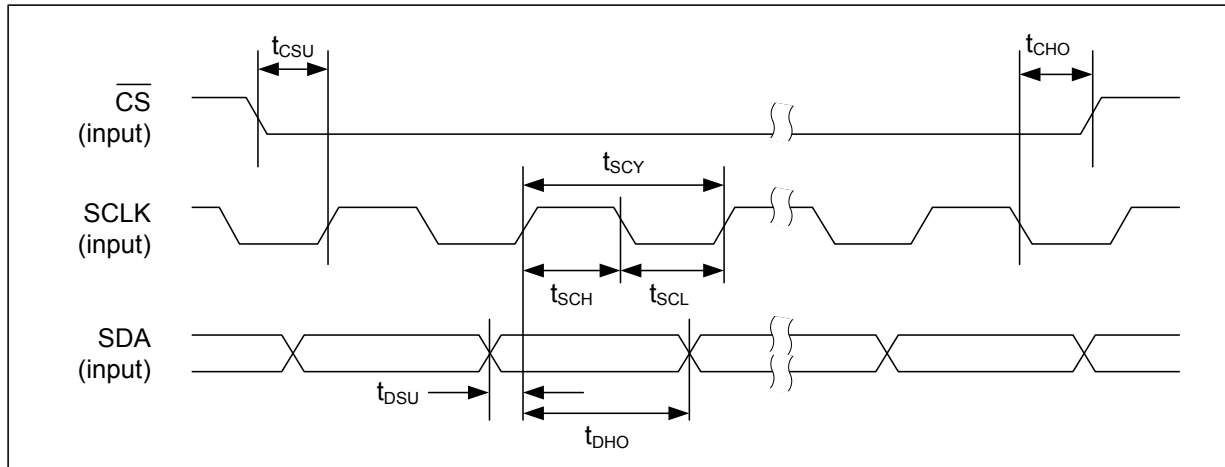 tCSU
tCHO
CS
(input)
tSCY
SCLK
(input)
tSCH
tSCL
SDA
(input)
tDSU
tDHO